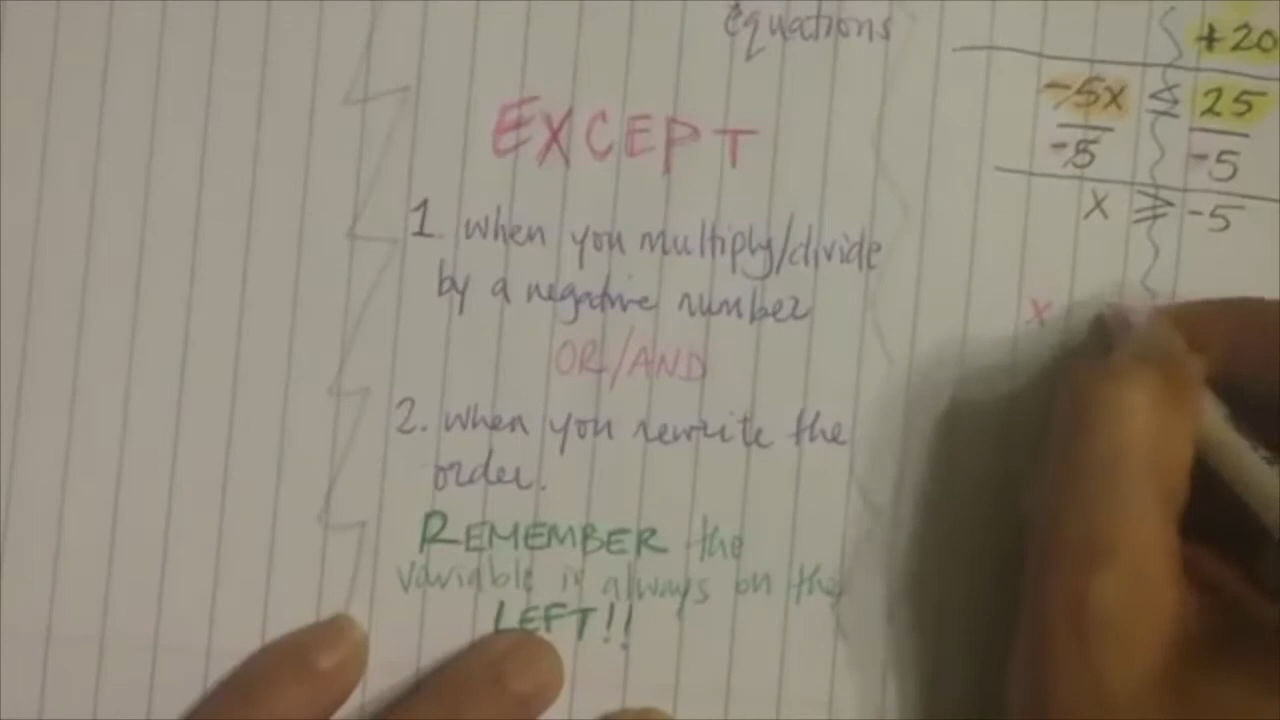 equations
EXCEPT
1. when you multiply/divide
by a negative number
OR/AND
2. when you rewrite the
order.
REMEMBER the
variable is always on the
LEFT!!
+20
-5x ≤ 25
-5 -5
x ≥ -5
x